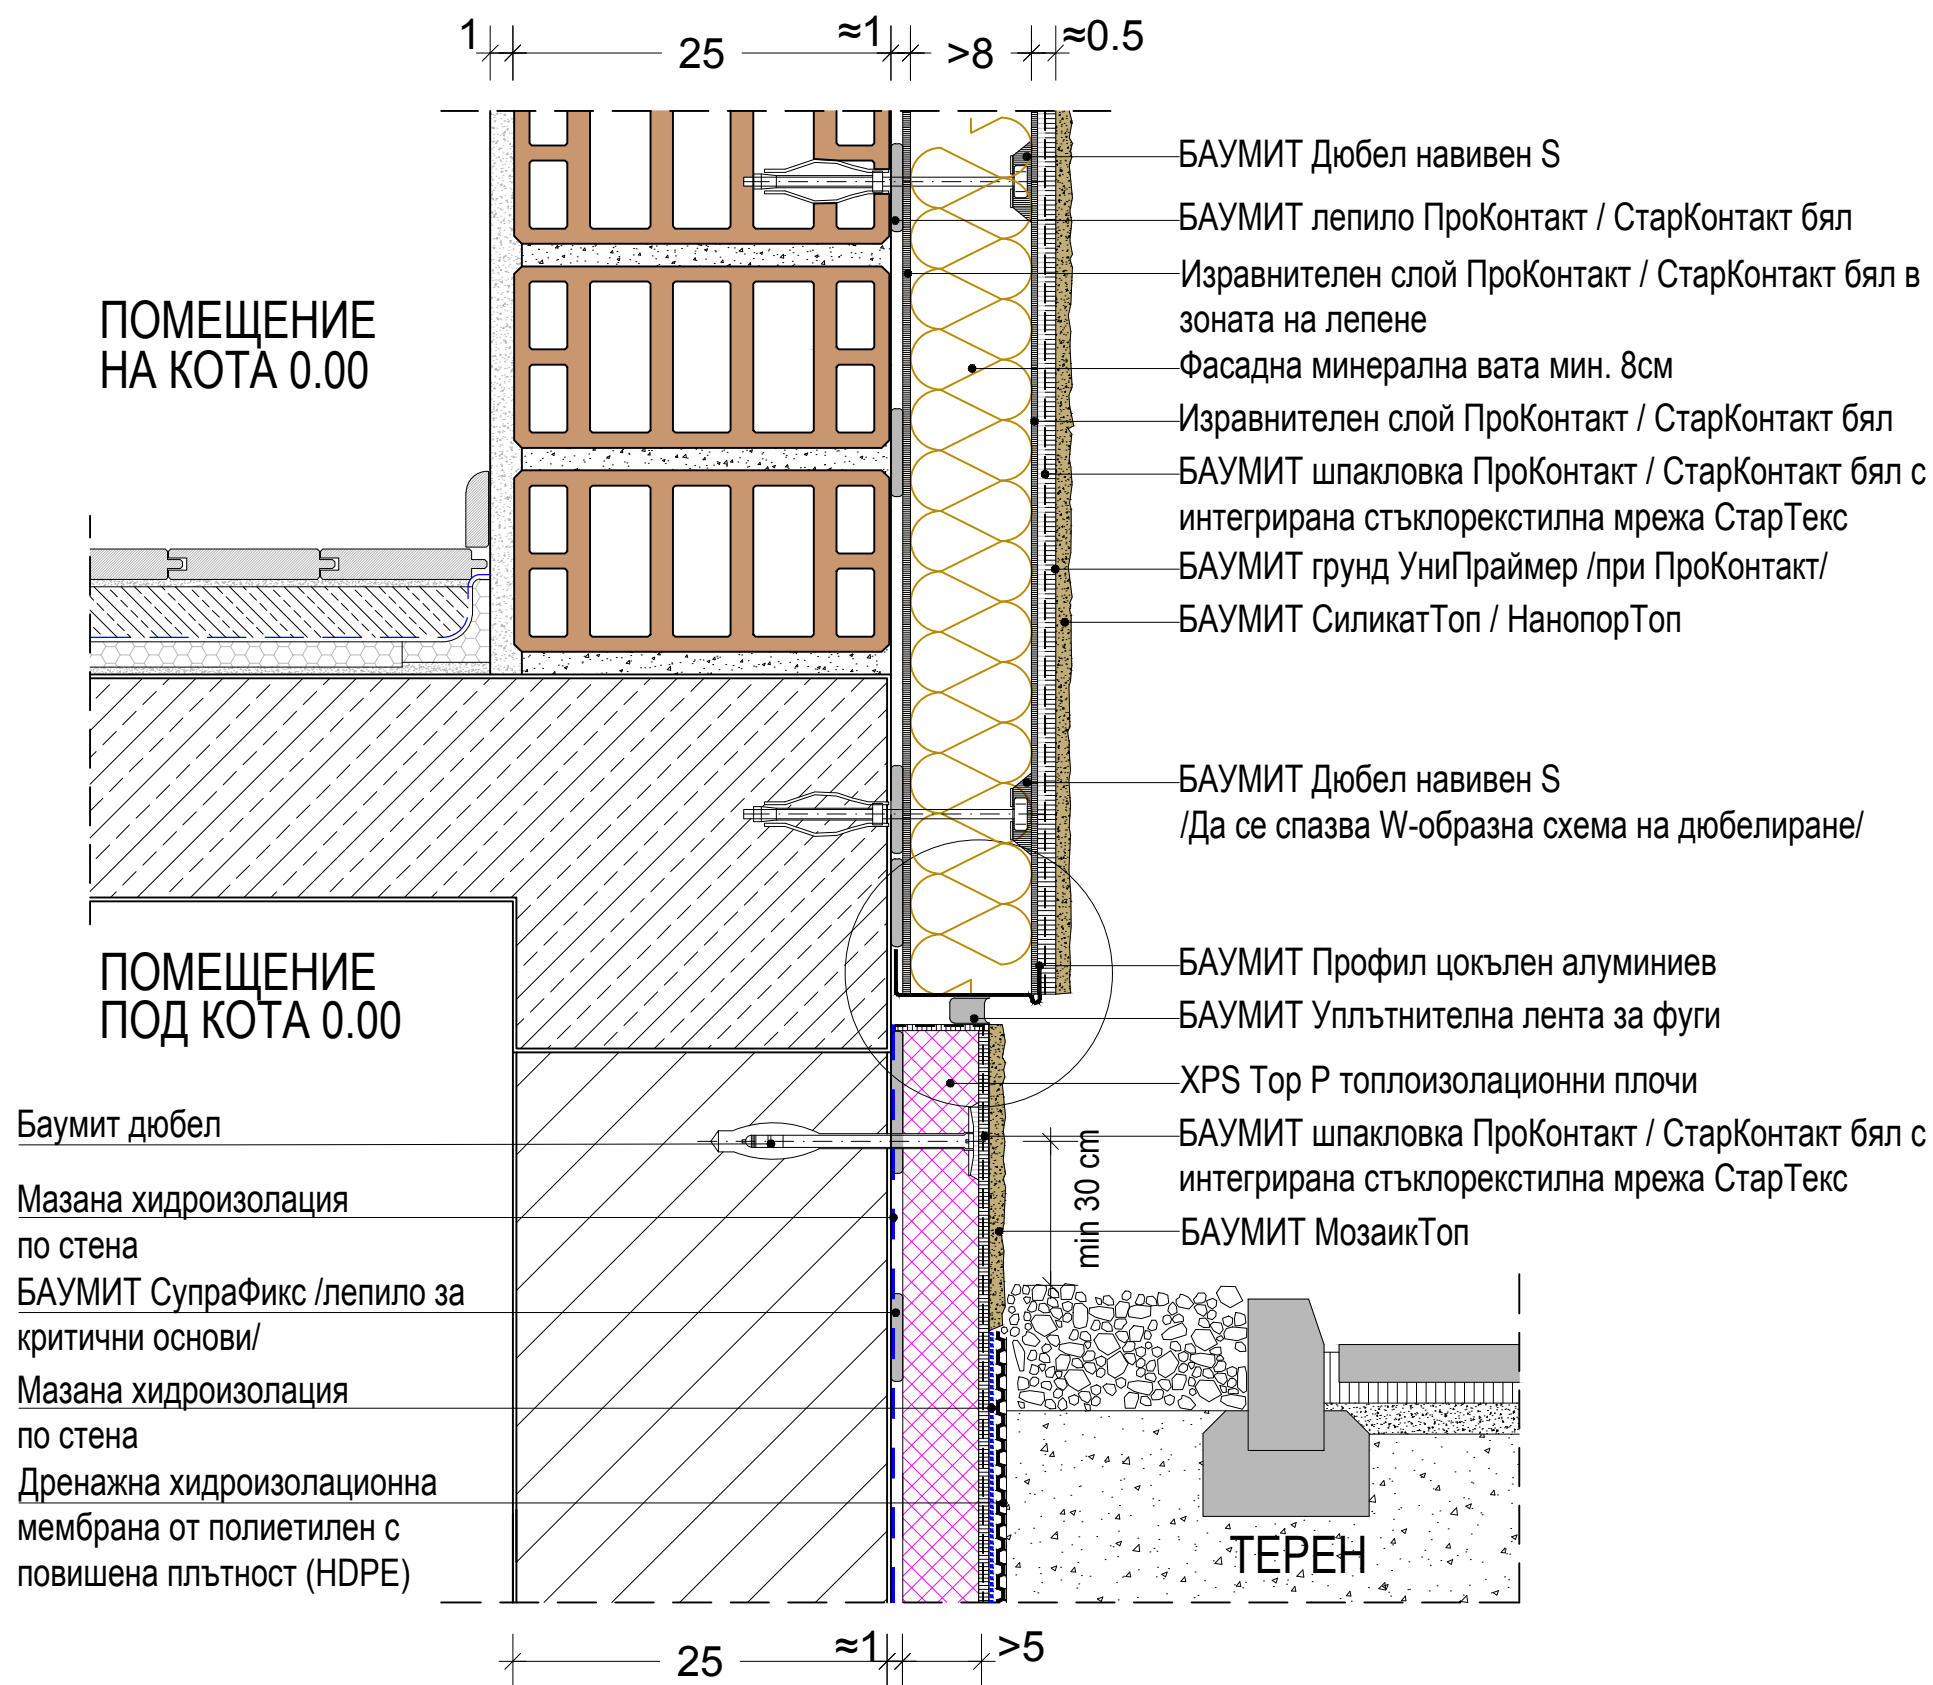 1
25
≈1
>8
≈0.5
БАУМИТ Дюбел навивен S
БАУМИТ лепило ПроКонтакт / СтарКонтакт бял
Изравнителен слой ПроКонтакт / СтарКонтакт бял в
зоната на лепене
Фасадна минерална вата мин. 8см
Изравнителен слой ПроКонтакт / СтарКонтакт бял
БАУМИТ шпакловка ПроКонтакт / СтарКонтакт бял с
интегрирана стъклорекстилна мрежа СтарТекс
БАУМИТ грунд УниПраймер /при ПроКонтакт/
БАУМИТ СиликатТоп / НанопорТоп
ПОМЕЩЕНИЕ
НА КОТА 0.00
БАУМИТ Дюбел навивен S
/Да се спазва W-образна схема на дюбелиране/
ПОМЕЩЕНИЕ
ПОД КОТА 0.00
БАУМИТ Профил цокълен алуминиев
БАУМИТ Уплътнителна лента за фуги
XPS Top P топлоизолационни плочи
БАУМИТ шпакловка ПроКонтакт / СтарКонтакт бял с
интегрирана стъклорекстилна мрежа СтарТекс
БАУМИТ МозаикТоп
min 30 cm
Баумит дюбел
Мазана хидроизолация
по стена
БАУМИТ СупраФикс /лепило за
критични основи/
Мазана хидроизолация
по стена
Дренажна хидроизолационна
мембрана от полиетилен с
повишена плътност (HDPE)
ТЕРЕН
25
≈1
>5